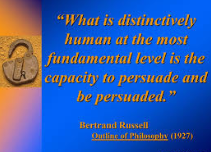 “What is distinctively
human at the most
fundamental level is the
capacity to persuade and
be persuaded.”
Bertrand Russell
Outline of Philosophy (1927)